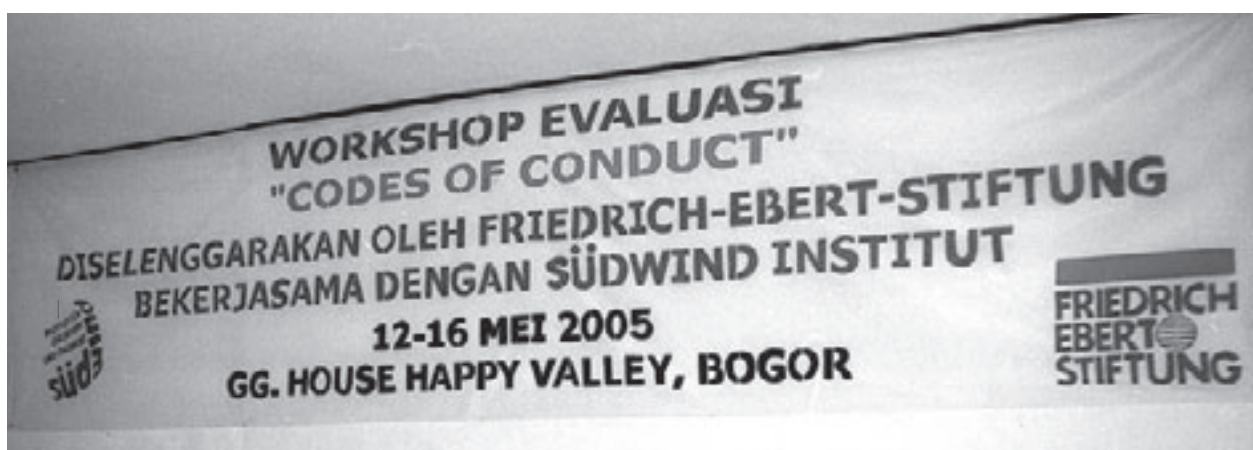 WORKSHOP EVALUASI
"CODES OF CONDUCT"
DISELENGGARAKAN OLEH FRIEDRICH-EBERT-STIFTUNG
BEKERJASAMA DENGAN SÜDWIND INSTITUT
12-16 MEI 2005
GG. HOUSE HAPPY VALLEY, BOGOR
süd
FRIEDRICH
EBERT
STIFTUNG